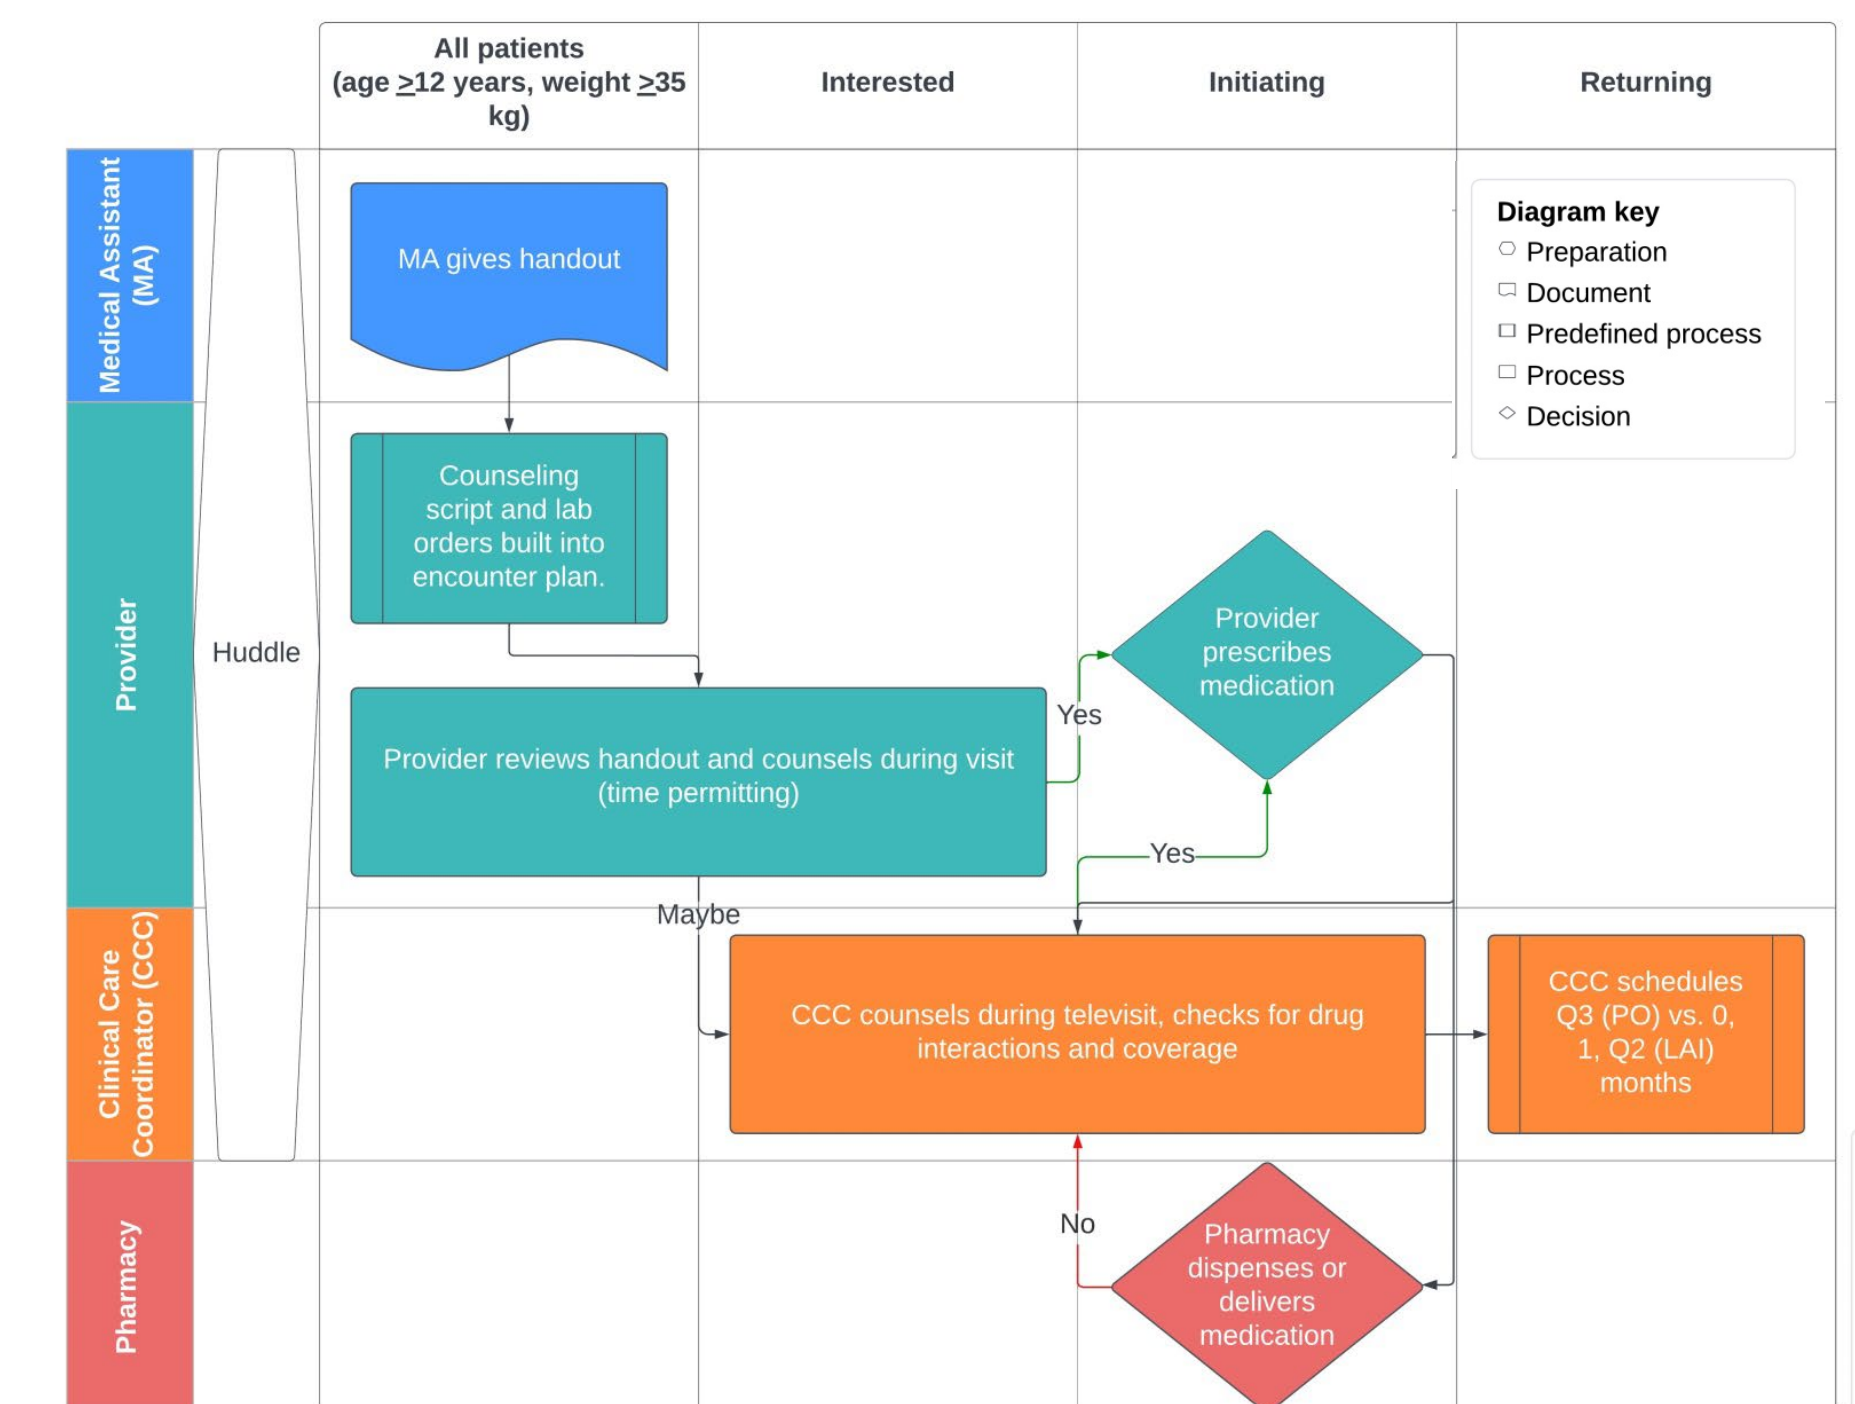 All patients
(age ≥12 years, weight ≥35
kg)
Interested
Initiating
Returning
Medical Assistant
(MA)
MA gives handout
Diagram key
Preparation
Document
Predefined process
Process
Decision
Provider
Huddle
Counseling
script and lab
orders built into
encounter plan.
Provider
prescribes
medication
Yes
Provider reviews handout and counsels during visit
(time permitting)
Yes
Maybe
Clinical Care
Coordinator (CCC)
CCC counsels during televisit, checks for drug
interactions and coverage
CCC schedules
Q3 (PO) vs. 0,
1, Q2 (LAI)
months
Pharmacy
No
Pharmacy
dispenses or
delivers
medication